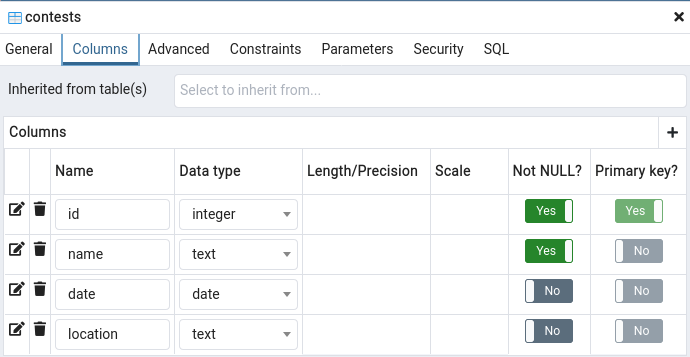 contests
General Columns Advanced Constraints Parameters Security SQL
Inherited from table(s) Select to inherit from...
Columns
Name Data type Length/Precision Scale Not NULL? Primary key?
id integer Yes Yes
name text Yes No
date date No No
location text No No